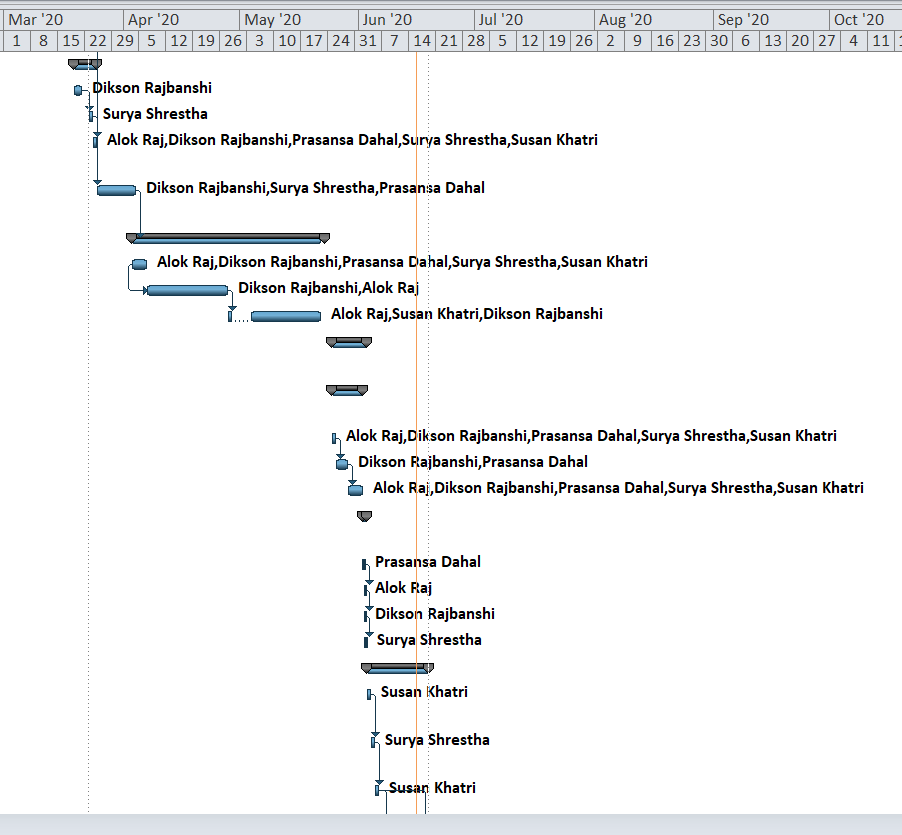 Mar '20 Apr '20 May '20 Jun '20 Jul '20 Aug '20 Sep '20 Oct '20
1 8 15 22 29 5 12 19 26 3 10 17 24 31 7 14 21 28 5 12 19 26 2 9 16 23 30 6 13 20 27 4 11
Dikson Rajbanshi
Surya Shrestha
Alok Raj,Dikson Rajbanshi,Prasansa Dahal,Surya Shrestha,Susan Khatri
Dikson Rajbanshi,Surya Shrestha,Prasansa Dahal
Alok Raj,Dikson Rajbanshi,Prasansa Dahal,Surya Shrestha,Susan Khatri
Dikson Rajbanshi,Alok Raj
Alok Raj,Susan Khatri,Dikson Rajbanshi
Alok Raj,Dikson Rajbanshi,Prasansa Dahal,Surya Shrestha,Susan Khatri
Dikson Rajbanshi,Prasansa Dahal
Alok Raj,Dikson Rajbanshi,Prasansa Dahal,Surya Shrestha,Susan Khatri
Prasansa Dahal
Alok Raj
Dikson Rajbanshi
Surya Shrestha
Susan Khatri
Surya Shrestha
Susan Khatri